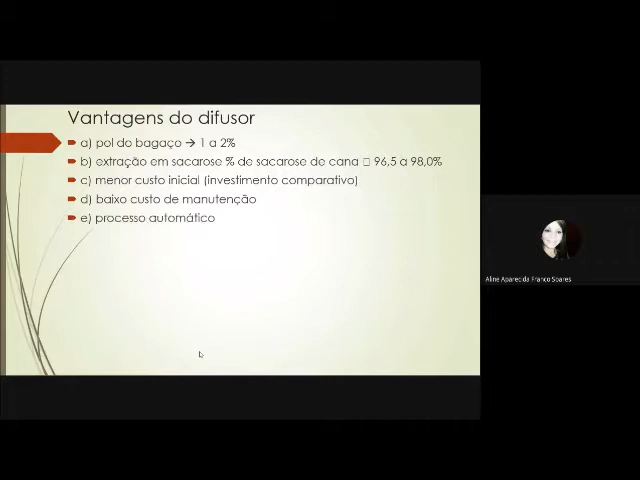 Vantagens do difusor
a) pol do bagaço → 1 a 2%
b) extração em sacarose % de sacarose de cana □ 96,5 a 98,0%
c) menor custo inicial (investimento comparativo)
d) baixo custo de manutenção
e) processo automático
Aline Aparecida Franco Soares